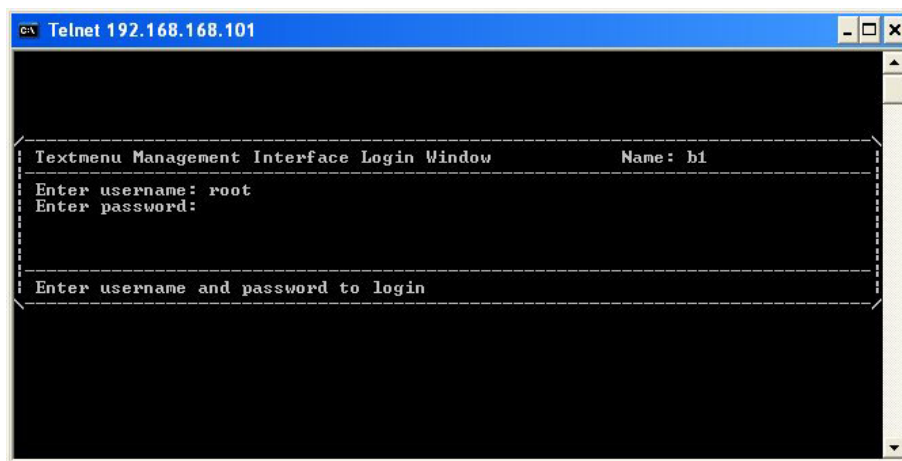 Telnet 192.168.168.101
Textmenu Management Interface Login Window Name: b1
Enter username: root
Enter password:
Enter username and password to login